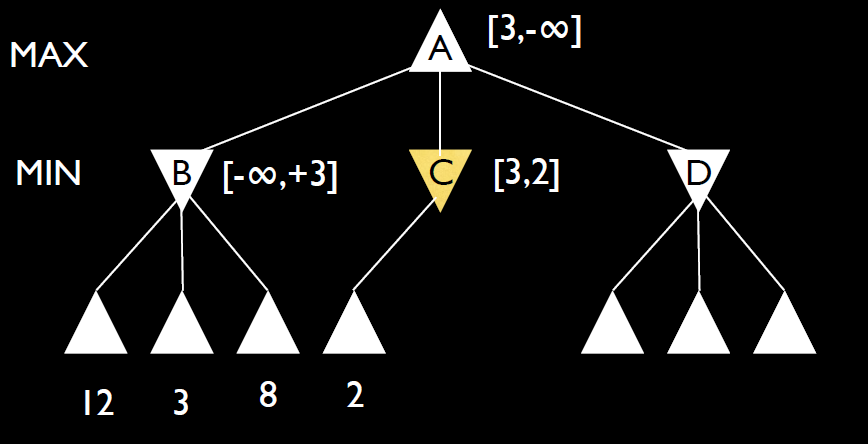 MAX
A
[3,-∞]
MIN
B
[-∞,+3]
C
[3,2]
D
12
3
8
2